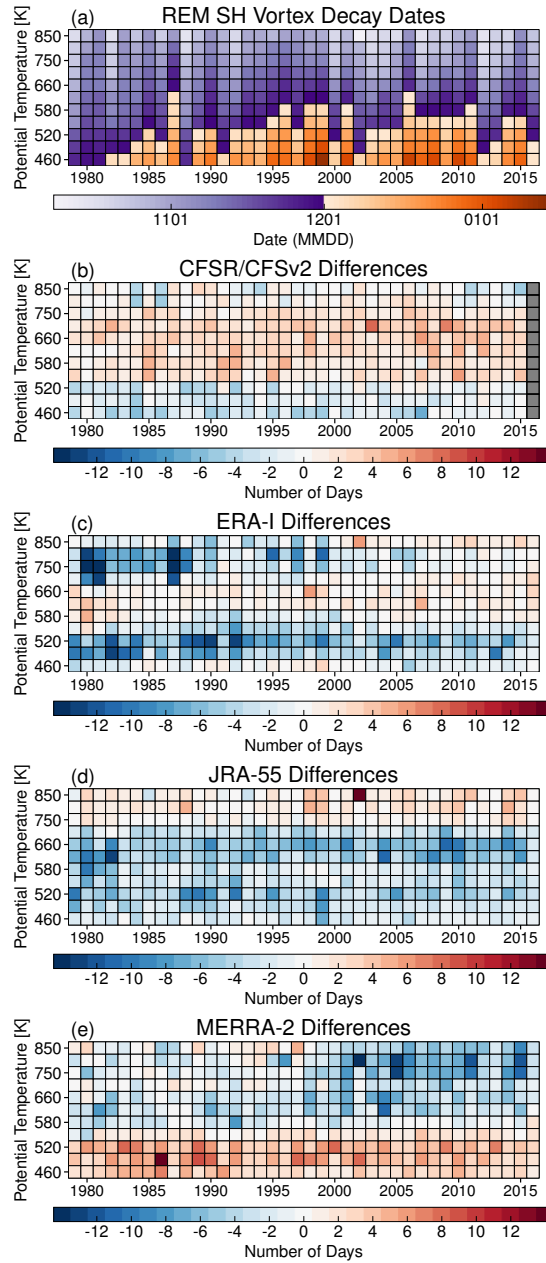 (a) REM SH Vortex Decay Dates
Potential Temperature [K]
850
750
660
580
520
460
1980 1985 1990 1995 2000 2005 2010 2015
1101 1201 0101
Date (MMDD)
(b) CFSR/CFSv2 Differences
Potential Temperature [K]
850
750
660
580
520
460
1980 1985 1990 1995 2000 2005 2010 2015
-12 -10 -8 -6 -4 -2 0 2 4 6 8 10 12
Number of Days
(c) ERA-I Differences
Potential Temperature [K]
850
750
660
580
520
460
1980 1985 1990 1995 2000 2005 2010 2015
-12 -10 -8 -6 -4 -2 0 2 4 6 8 10 12
Number of Days
(d) JRA-55 Differences
Potential Temperature [K]
850
750
660
580
520
460
1980 1985 1990 1995 2000 2005 2010 2015
-12 -10 -8 -6 -4 -2 0 2 4 6 8 10 12
Number of Days
(e) MERRA-2 Differences
Potential Temperature [K]
850
750
660
580
520
460
1980 1985 1990 1995 2000 2005 2010 2015
-12 -10 -8 -6 -4 -2 0 2 4 6 8 10 12
Number of Days